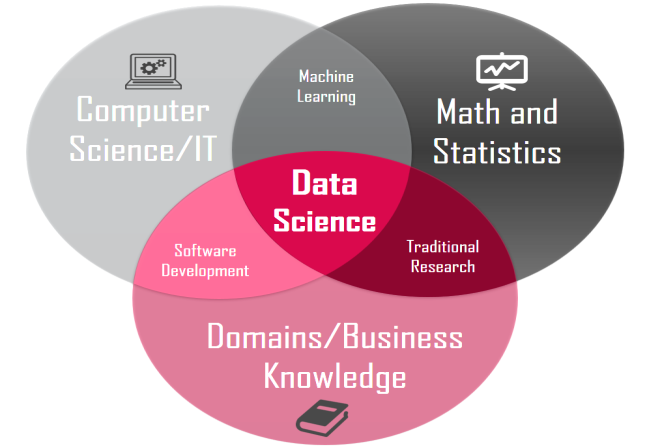 Machine
Learning
Computer
Science/IT
Math and
Statistics
Data
Science
Software
Development
Traditional
Research
Domains/Business
Knowledge